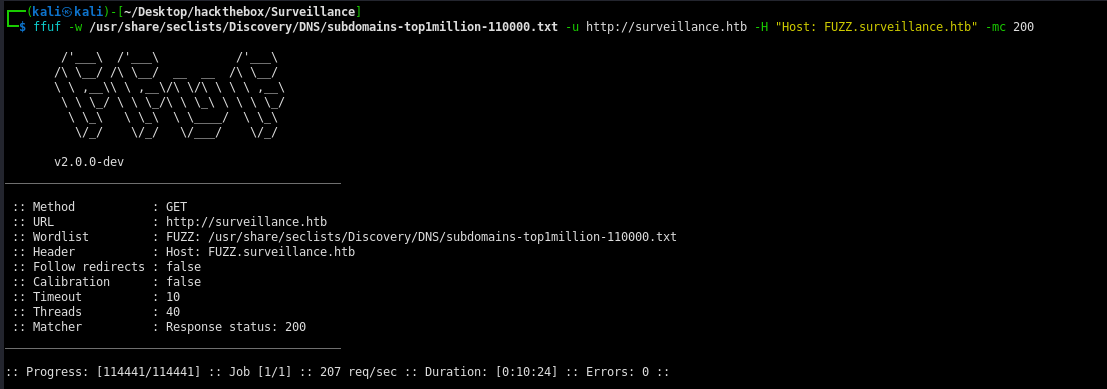 ┌──(kali㉿kali)-[~/Desktop/hackthebox/Surveillance]
└─$ ffuf -w /usr/share/seclists/Discovery/DNS/subdomains-top1muf-110000.txt -u http://surveillance.htb -H "Host: FUZZ.surveillance.htb" -mc 200
        /'___\  /'___\           /'___\
       /\ \__/ /\ \__/  __  __  /\ \__/
       \ \ ,__\\ \ ,__\/\ \/\ \ \ \ ,__\
        \ \ \_/ \ \ \_/\ \ \_\ \ \ \ \_/
         \ \_\   \ \_\  \ \____/  \ \_\
          \/_/    \/_/   \/___/    \/_/
       v2.0.0-dev
________________________________________________
 :: Method           : GET
 :: URL              : http://surveillance.htb
 :: Wordlist         : FUZZ: /usr/share/seclists/Discovery/DNS/subdomains-top1million-110000.txt
 :: Header           : Host: FUZZ.surveillance.htb
 :: Follow redirects : false
 :: Calibration      : false
 :: Timeout          : 10
 :: Threads          : 40
 :: Matcher          : Response status: 200
________________________________________________
:: Progress: [114441/114441] :: Job [1/1] :: 207 req/sec :: Duration: [0:10:24] :: Errors: 0 ::